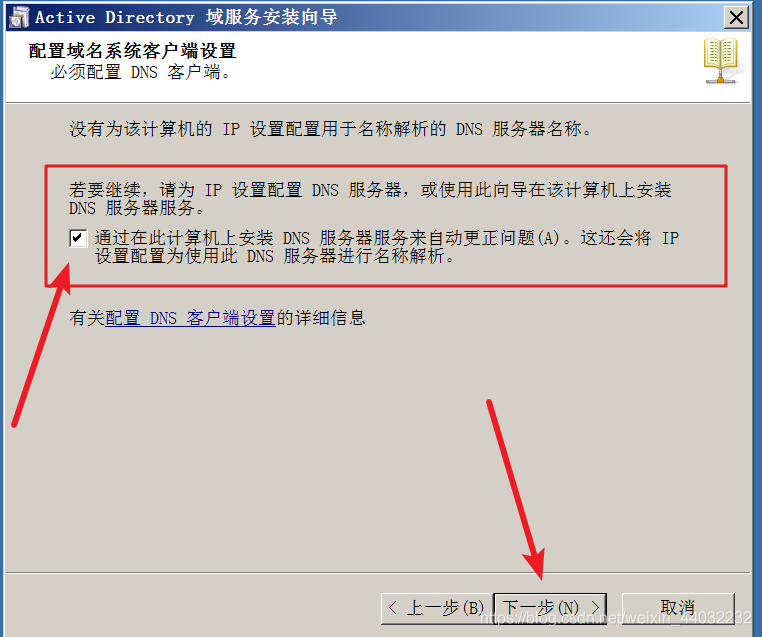 Active Directory 域服务安装向导
配置域名系统客户端设置
必须配置 DNS 客户端。
没有为该计算机的 IP 设置配置用于名称解析的 DNS 服务器名称。
若要继续，请为 IP 设置配置 DNS 服务器，或使用此向导在该计算机上安装
DNS 服务器服务。
通过在此计算机上安装 DNS 服务器服务来自动更正问题(A)。这还会将 IP
设置配置为使用此 DNS 服务器进行名称解析。
有关配置 DNS 客户端设置的详细信息
< 上一步(B) 下一步(N) > 取消
https://blog.csdn.net/weixin_44032232